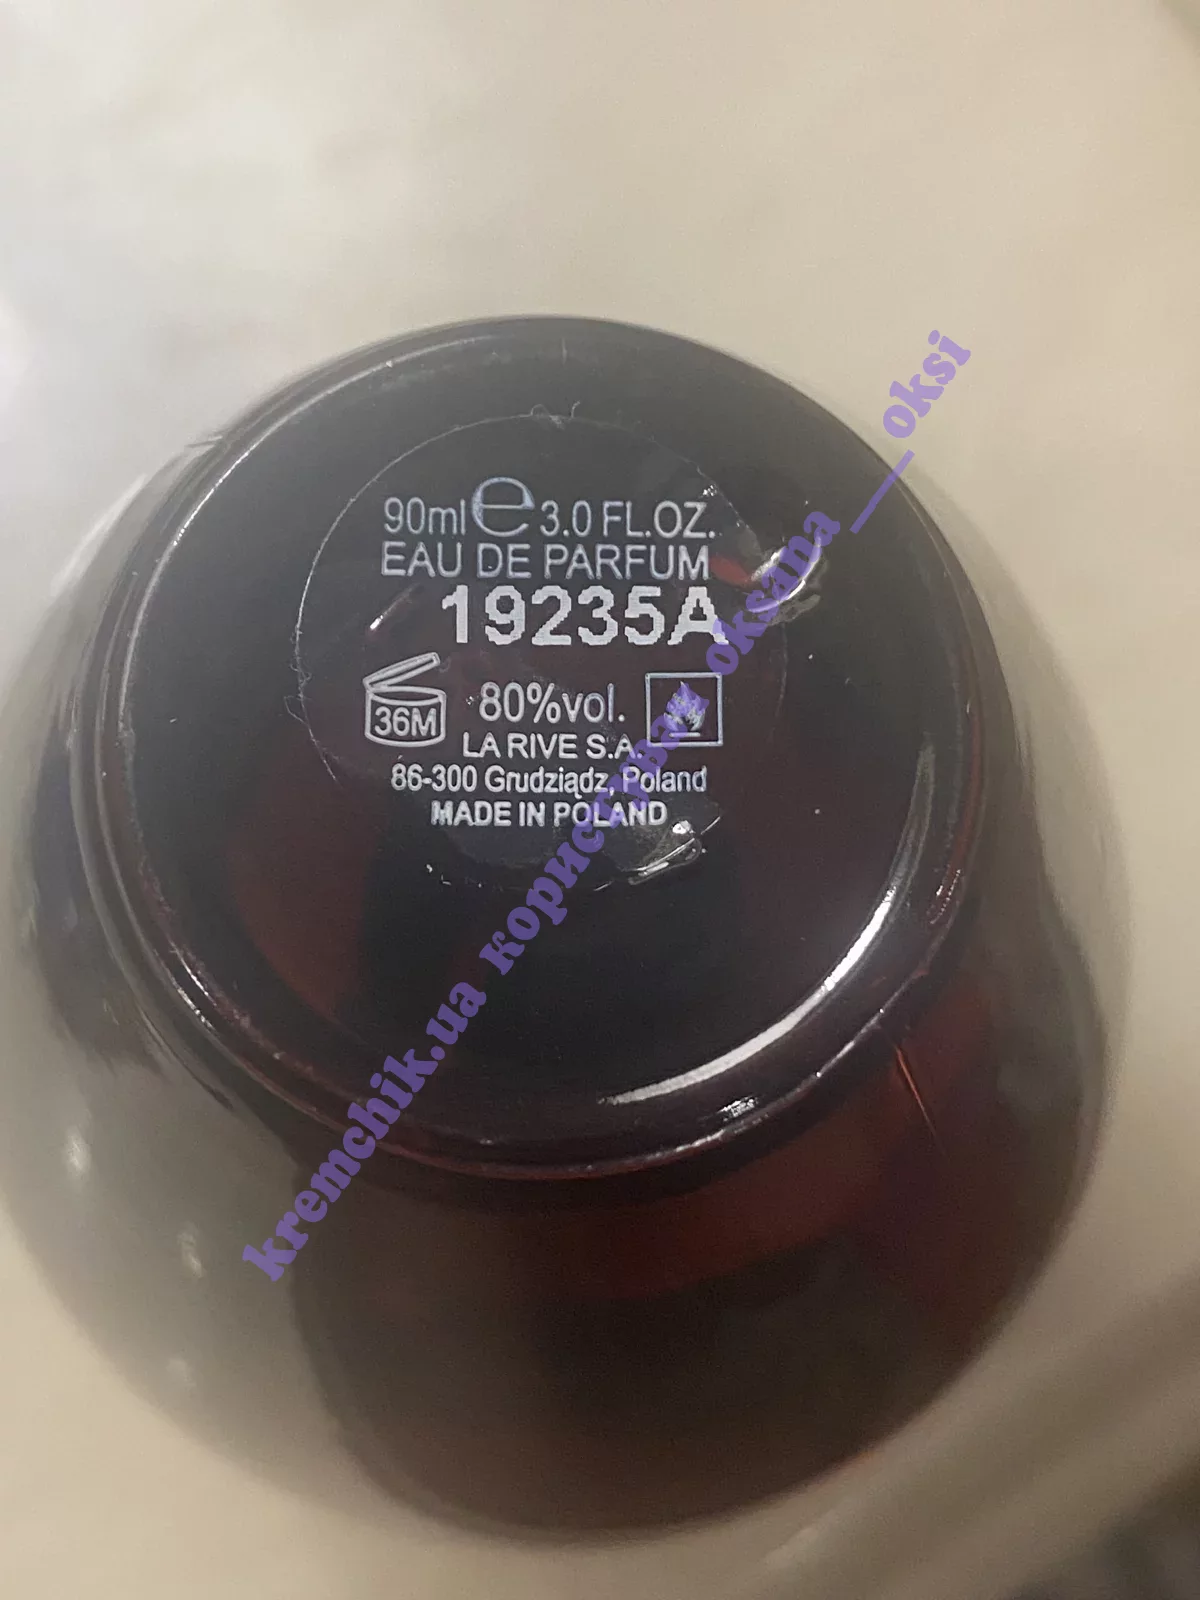 90ml e 3.0 FL.OZ.
EAU DE PARFUM
19235A
36M
80%vol.
LA RIVE S.A.
86-300 Grudziądz, Poland
MADE IN POLAND
kremchik.ua користувач oksana___oksi